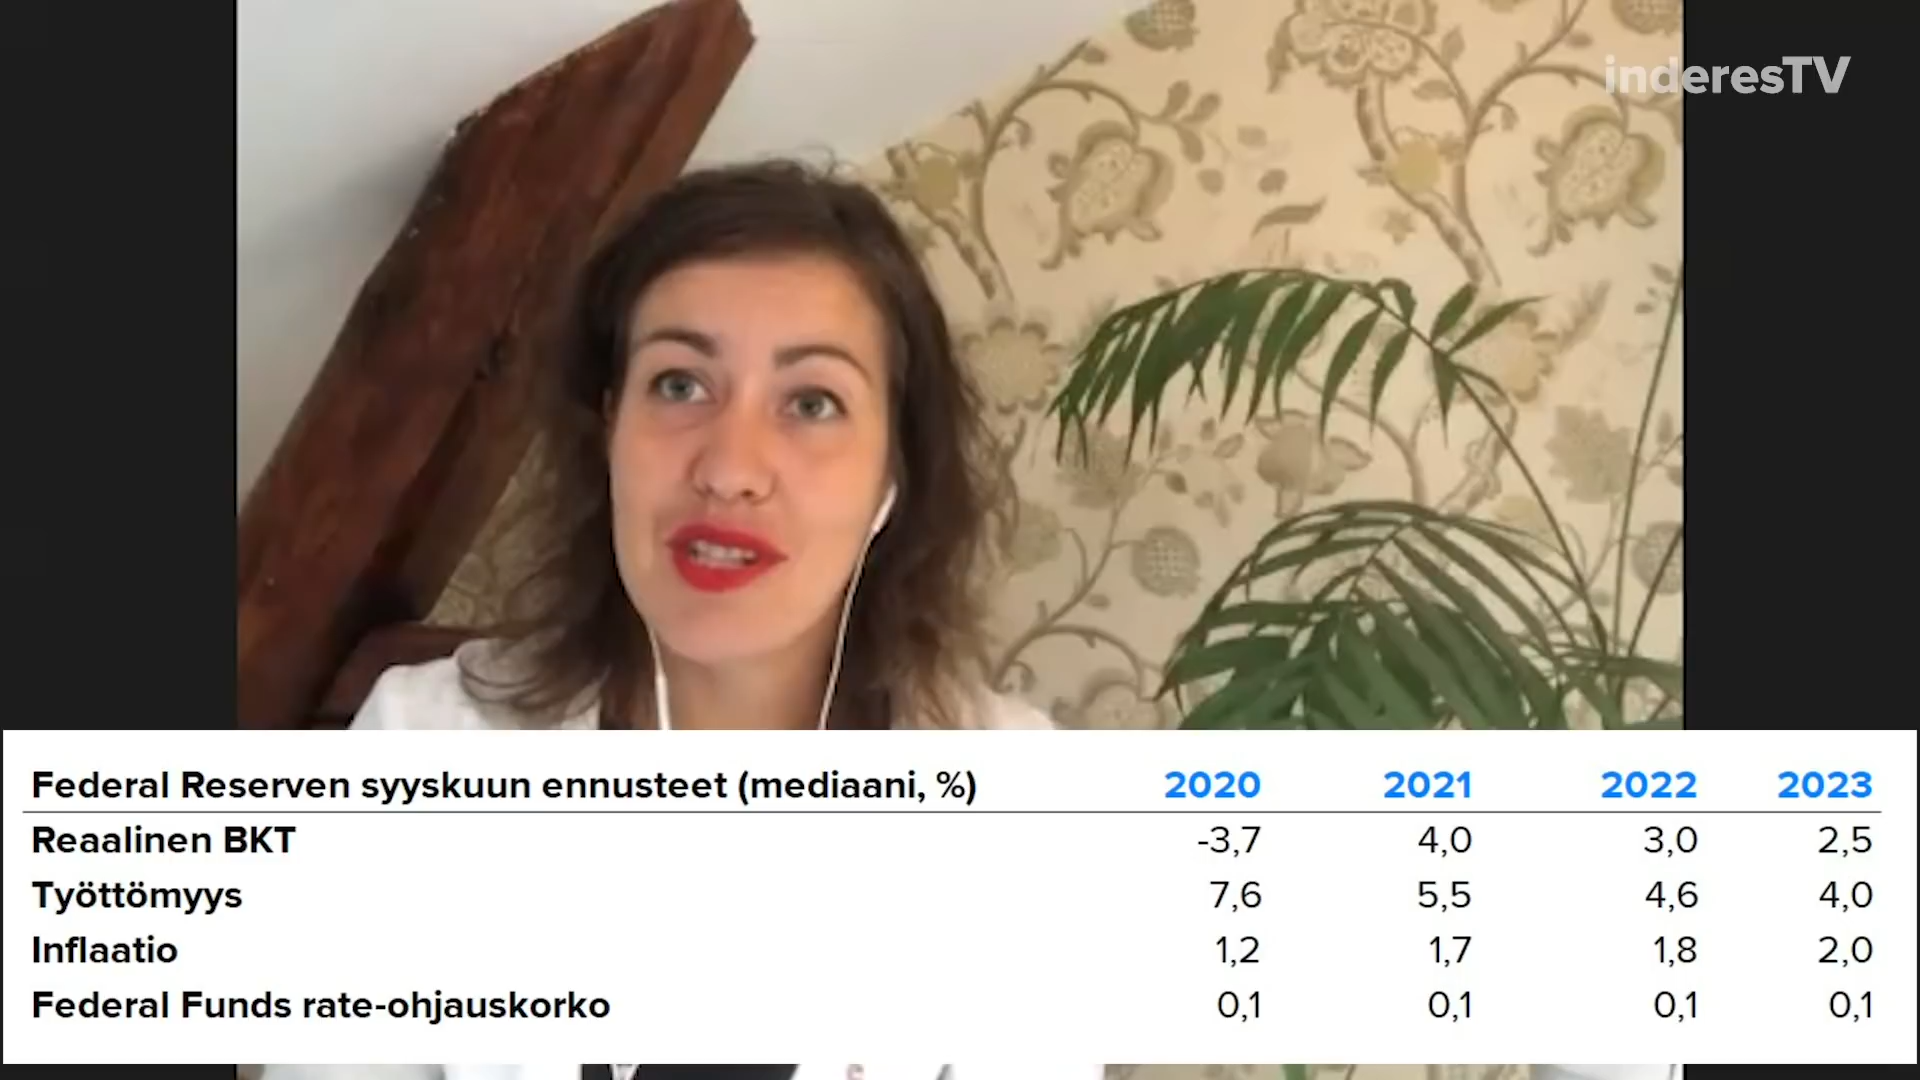 inderesTV
Federal Reserven syyskuun ennusteet (mediaani, %) 2020 2021 2022 2023
Reaalinen BKT -3,7 4,0 3,0 2,5
Työttömyys 7,6 5,5 4,6 4,0
Inflaatio 1,2 1,7 1,8 2,0
Federal Funds rate-ohjauskorko 0,1 0,1 0,1 0,1